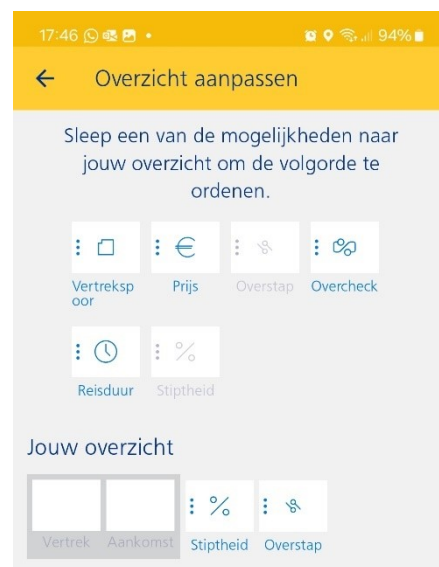 17:46 94%
Overzicht aanpassen
Sleep een van de mogelijkheden naar
jouw overzicht om de volgorde te
ordenen.
Vertreksp
oor
Prijs
Overstap
Overcheck
Reisduur
Stiptheid
Jouw overzicht
Vertrek
Aankomst
Stiptheid
Overstap